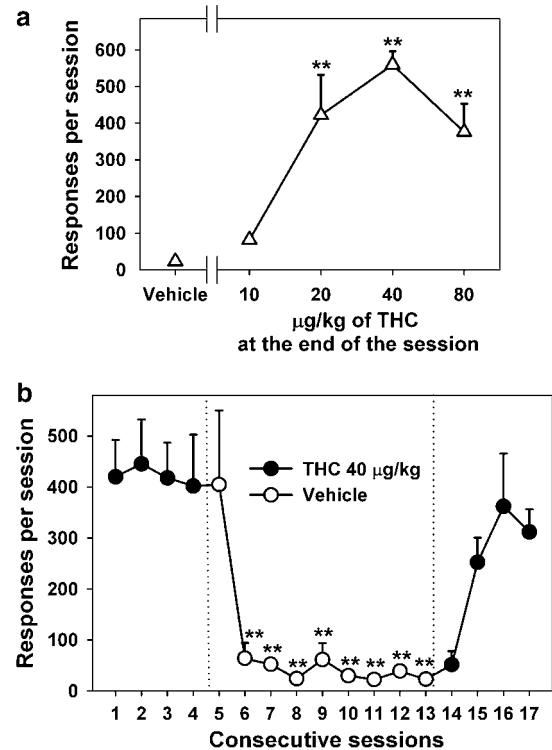 a
Responses per session
600
500
400
300
200
100
0
**
**
**
Vehicle
10
20
40
80
μg/kg of THC
at the end of the session
b
Responses per session
500
400
300
200
100
0
THC 40 μg/kg
Vehicle
**
**
**
**
**
**
**
**
1 2 3 4 5 6 7 8 9 10 11 12 13 14 15 16 17
Consecutive sessions